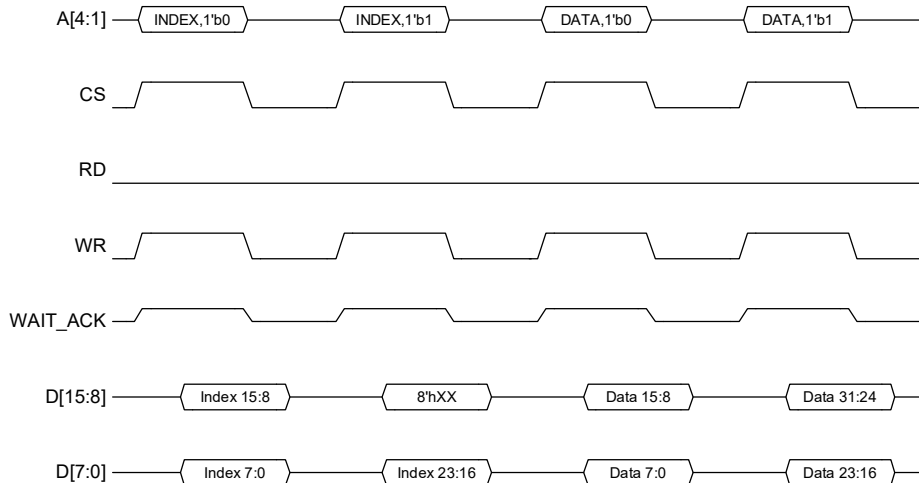 A[4:1] INDEX,1'b0 INDEX,1'b1 DATA,1'b0 DATA,1'b1
CS
RD
WR
WAIT_ACK
D[15:8] Index 15:8 8'hXX Data 15:8 Data 31:24
D[7:0] Index 7:0 Index 23:16 Data 7:0 Data 23:16